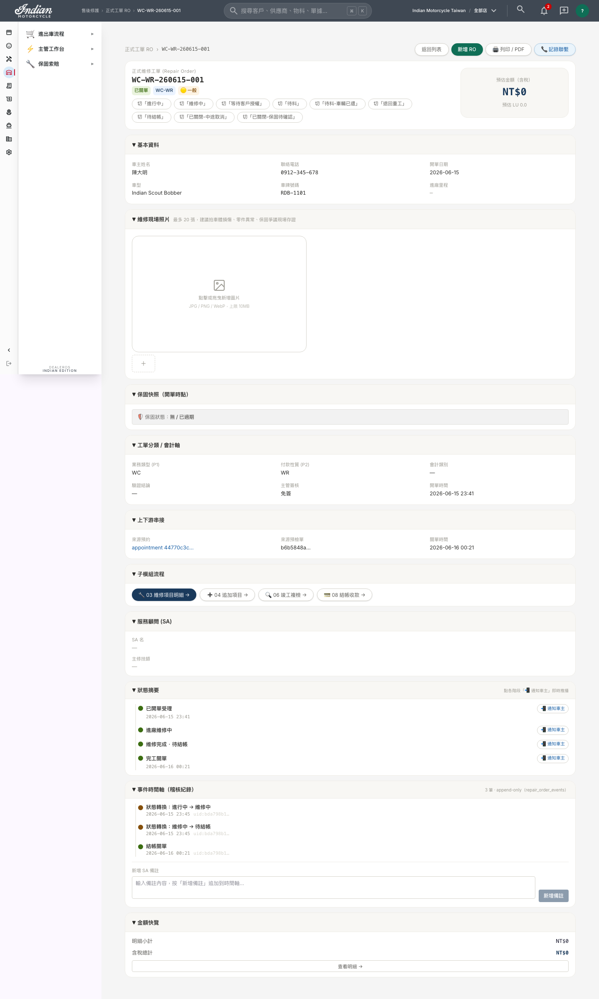 Indian
MOTORCYCLE
售後修護 › 正式工單 RO › WC-WR-260615-001
搜尋客戶、供應商、物料、單據... ⌘ K
Indian Motorcycle Taiwan / 全部店
2
?
進出庫流程
主管工作台
保固索賠
DEALEROS
INDIAN EDITION
正式工單 RO › WC-WR-260615-001
返回列表
新增 RO
列印 / PDF
記錄聯繫
正式維修工單 (Repair Order)
WC-WR-260615-001
已關單 WC-WR 一般
切「進行中」 切「維修中」 切「等待客戶授權」 切「待料」 切「待料-車輛已還」 切「退回重工」
切「待結帳」 切「已關閉-中途取消」 切「已關閉-保固待確認」
預估金額（含稅）
NT$0
預估 LU 0.0
▼ 基本資料
車主姓名 聯絡電話 開單日期
陳大明 0912-345-678 2026-06-15
車型 車牌號碼 進廠里程
Indian Scout Bobber RDB-1101 —
▼ 維修現場照片 最多 20 張，建議拍車體損傷、零件異常、保固爭議現場存證
點擊或拖曳新增圖片
JPG / PNG / WebP · 上限 10MB
+
▼ 保固快照（開單時點）
保固狀態：無 / 已過期
▼ 工單分類 / 會計軸
業務類型 (P1) 付款性質 (P2) 會計類別
WC WR —
驗證結論 主管簽核 開單時間
— 免簽 2026-06-15 23:41
▼ 上下游串接
來源預約 來源預檢單 關單時間
appointment 44770c3c... b6b5848a... 2026-06-16 00:21
▼ 子模組流程
03 維修項目明細 →
04 追加項目 →
06 竣工複檢 →
08 結帳收款 →
▼ 服務顧問 (SA)
SA 名
—
主修技師
—
▼ 狀態摘要 點各階段「📲 通知車主」即時推播
已開單受理 通知車主
2026-06-15 23:41
進廠維修中 通知車主
維修完成 · 待結帳 通知車主
完工關單 通知車主
2026-06-16 00:21
▼ 事件時間軸（稽核紀錄） 3 筆 · append-only（repair_order_events）
狀態轉換：進行中 → 維修中
2026-06-15 23:45 uid:bda798b1…
狀態轉換：維修中 → 待結帳
2026-06-15 23:45 uid:bda798b1…
結帳關單
2026-06-16 00:21 uid:bda798b1…
新增 SA 備註
輸入備註內容，按「新增備註」追加到時間軸...
新增備註
▼ 金額快覽
明細小計 NT$0
含稅總計 NT$0
查看明細 →